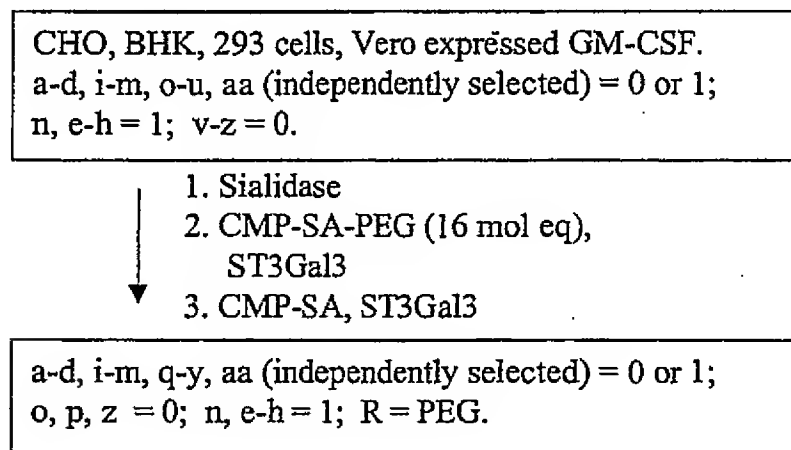 CHO, BHK, 293 cells, Vero expressed GM-CSF.
a-d, i-m, o-u, aa (independently selected) = 0 or 1;
n, e-h = 1; v-z = 0.
1. Sialidase
2. CMP-SA-PEG (16 mol eq),
ST3Gal3
3. CMP-SA, ST3Gal3
a-d, i-m, q-y, aa (independently selected) = 0 or 1;
o, p, z = 0; n, e-h = 1; R = PEG.